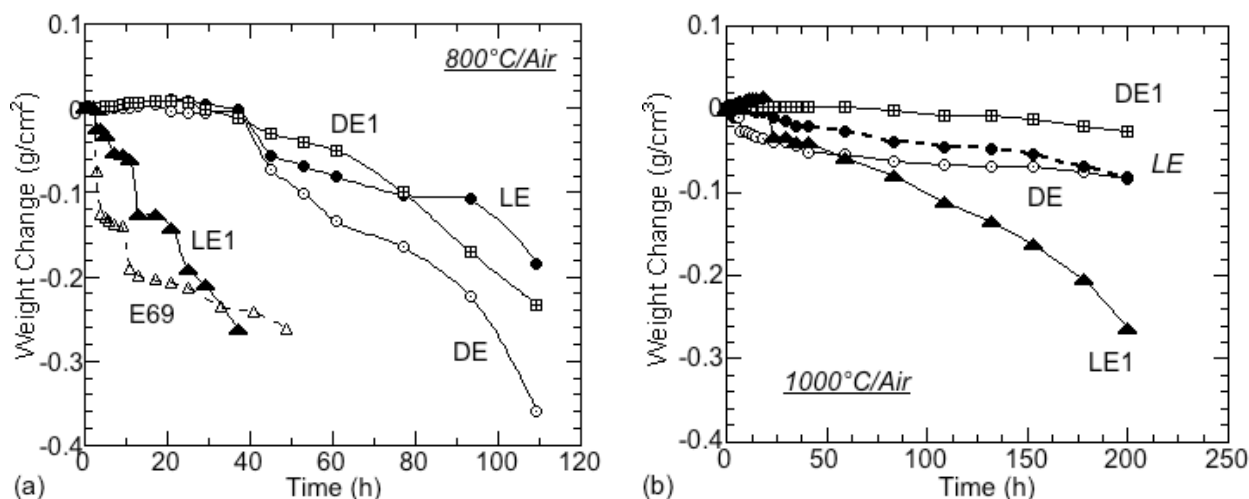 0.1
0
-0.1
-0.2
-0.3
-0.4
Weight Change (g/cm²)
800°C/Air
DE1
LE
LE1
E69
DE
0 20 40 60 80 100 120
(a) Time (h)
0.1
0
-0.1
-0.2
-0.3
-0.4
Weight Change (g/cm³)
DE1
LE
DE
LE1
1000°C/Air
0 50 100 150 200 250
(b) Time (h)